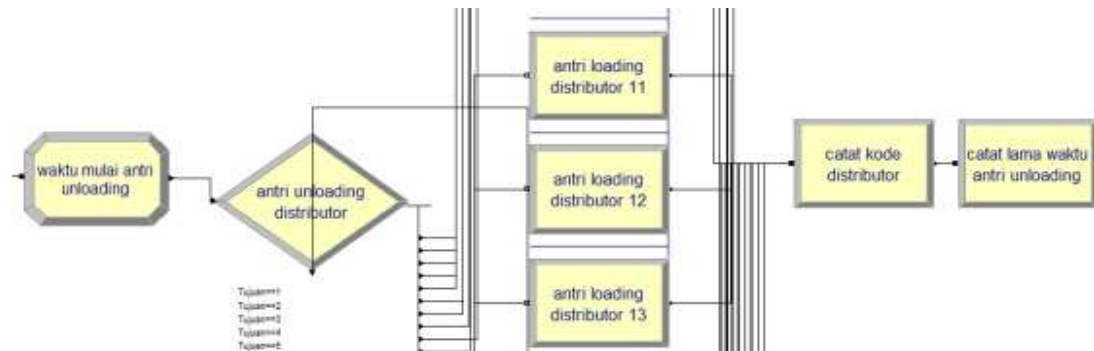 waktu mulai antri
unloading
antri unloading
distributor
Tujuan==1
Tujuan==2
Tujuan==3
Tujuan==4
Tujuan==5
antri loading
distributor 11
antri loading
distributor 12
antri loading
distributor 13
catat kode
distributor
catat lama waktu
antri unloading